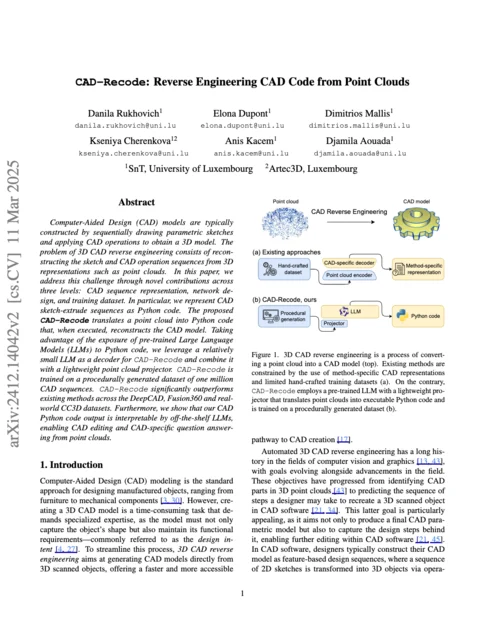 arXiv:2412.14042v2 [cs.CV] 11 Mar 2025
CAD-Recode: Reverse Engineering CAD Code from Point Clouds
Danila Rukhovich1 Elona Dupont1 Dimitrios Mallis1
danila.rukhovich@uni.lu elona.dupont@uni.lu dimitrios.mallis@uni.lu
Kseniya Cherenkova12 Anis Kacem1 Djamila Aouada1
kseniya.cherenkova@uni.lu anis.kacem@uni.lu djamila.aouada@uni.lu
1SnT, University of Luxembourg 2Artec3D, Luxembourg
Abstract
Computer-Aided Design (CAD) models are typically
constructed by sequentially drawing parametric sketches
and applying CAD operations to obtain a 3D model. The
problem of 3D CAD reverse engineering consists of recon-
structing the sketch and CAD operation sequences from 3D
representations such as point clouds. In this paper, we
address this challenge through novel contributions across
three levels: CAD sequence representation, network de-
sign, and training dataset. In particular, we represent CAD
sketch-extrude sequences as Python code. The proposed
CAD-Recode translates a point cloud into Python code
that, when executed, reconstructs the CAD model. Taking
advantage of the exposure of pre-trained Large Language
Models (LLMs) to Python code, we leverage a relatively
small LLM as a decoder for CAD-Recode and combine it
with a lightweight point cloud projector. CAD-Recode is
trained on a procedurally generated dataset of one million
CAD sequences. CAD-Recode significantly outperforms
existing methods across the DeepCAD, Fusion360 and
real-world CC3D datasets. Furthermore, we show that our CAD
Python code output is interpretable by off-the-shelf LLMs,
enabling CAD editing and CAD-specific question answer-
ing from point clouds.
1. Introduction
Computer-Aided Design (CAD) modeling is the standard
approach for designing manufactured objects, ranging from
furniture to mechanical components [3, 30]. However, cre-
ating a 3D CAD model is a time-consuming task that de-
mands specialized expertise, as the model must not only
capture the object's shape but also maintain its functional
requirements—commonly referred to as the design in-
tent [4, 27]. To streamline this process, 3D CAD reverse
engineering aims at generating CAD models directly from
3D scanned objects, offering a faster and more accessible
Point cloud
CAD model
CAD Reverse Engineering
(a) Existing approaches
Hand-crafted
dataset
CAD-specific decoder
Point cloud encoder
Method-specific
representation
(b) CAD-Recode, ours
Procedural
generation
LLM
Projector
Python code
Figure 1. 3D CAD reverse engineering is a process of convert-
ing a point cloud into a CAD model (top). Existing methods are
constrained by the use of method-specific CAD representations
and limited hand-crafted training datasets (a). On the contrary,
CAD-Recode employs a pre-trained LLM with a lightweight pro-
jector that translates point clouds into executable Python code and
is trained on a procedurally generated dataset (b).
pathway to CAD creation [17].
Automated 3D CAD reverse engineering has a long his-
tory in the fields of computer vision and graphics [13, 43],
with goals evolving alongside advancements in the field.
These objectives have progressed from identifying CAD
parts in 3D point clouds,[43] to predicting the sequence of
steps a designer may take to recreate a 3D scanned object
in CAD software [21, 34]. This latter goal is particularly
appealing, as it aims not only to produce a final CAD para-
metric model but also to capture the design steps behind
it, enabling further editing within CAD software [21, 45].
In CAD software, designers typically construct their CAD
model as feature-based design sequences, where a sequence
of 2D sketches is transformed into 3D objects via opera-
1